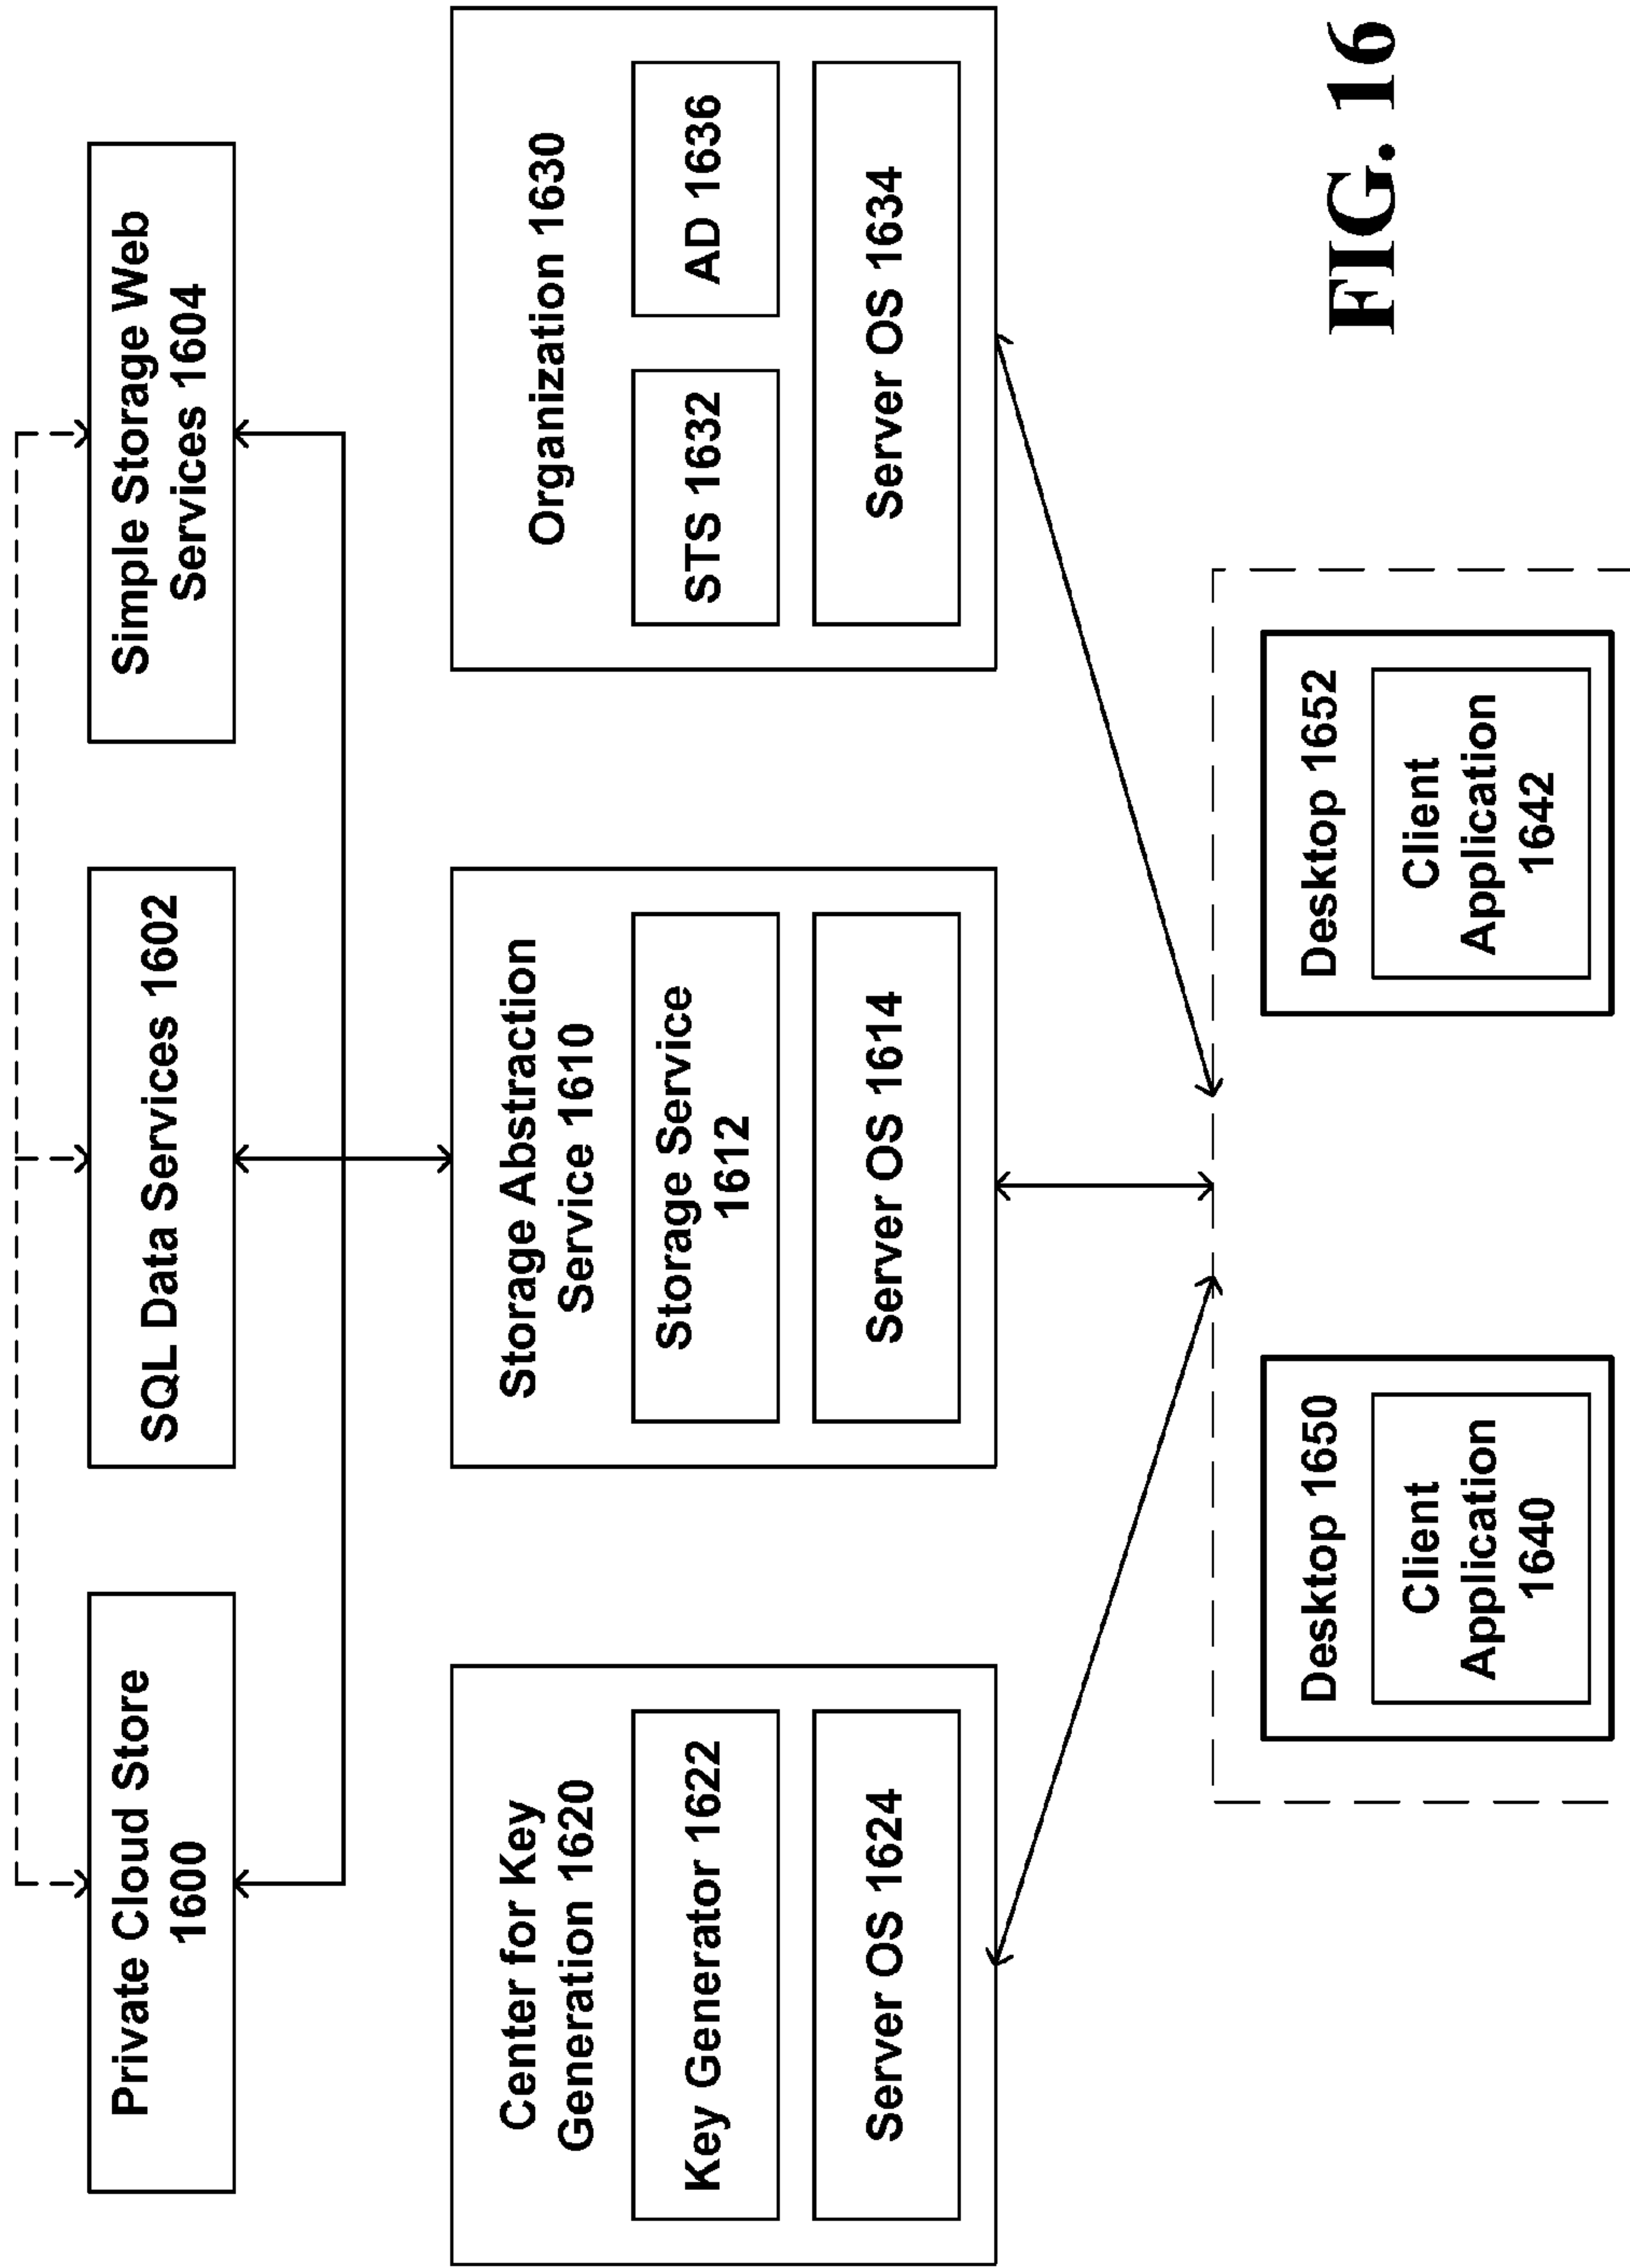 Private Cloud Store
1600
SQL Data Services 1602
Simple Storage Web
Services 1604
Center for Key
Generation 1620
Key Generator 1622
Server OS 1624
Storage Abstraction
Service 1610
Storage Service
1612
Server OS 1614
Organization 1630
STS 1632
AD 1636
Server OS 1634
Desktop 1650
Client
Application
1640
Desktop 1652
Client
Application
1642
FIG. 16